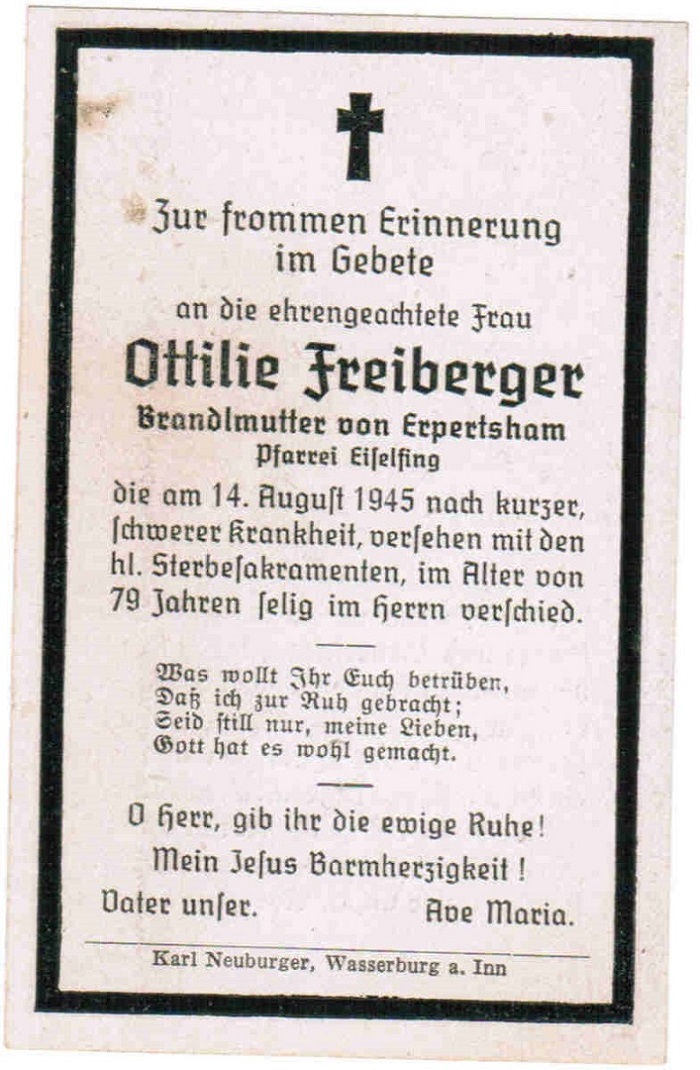 Zur frommen Erinnerung
im Gebete
an die ehrengeachtete Frau
Ottilie Freiberger
Brandlmutter von Erpertsham
Pfarrei Eiſelfing
die am 14. Auguſt 1945 nach kurzer,
ſchwerer Krankheit, verſehen mit den
hl. Sterbeſakramenten, im Alter von
79 Jahren ſelig im Herrn verſchied.
Was wollt Ihr Euch betrüben,
Daß ich zur Ruh gebracht;
Seid ſtill nur, meine Lieben,
Gott hat es wohl gemacht.
O Herr, gib ihr die ewige Ruhe!
Mein Jeſus Barmherzigkeit!
Vater unſer. Ave Maria.
Karl Neuburger, Wasserburg a. Inn